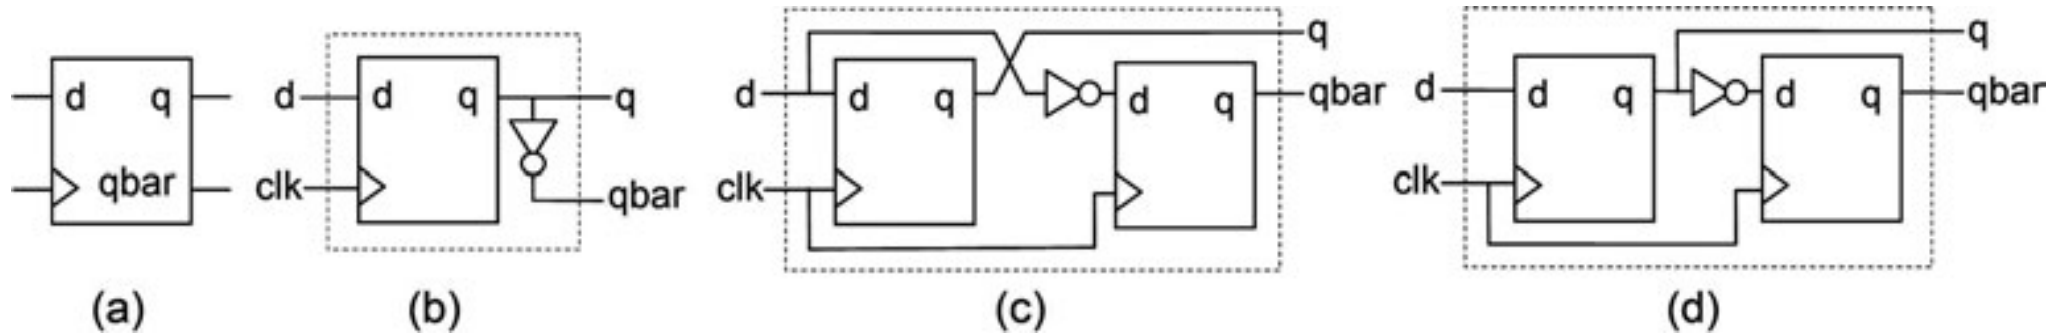 d q
qbar
(a)
d d q q
clk qbar
(b)
q
d d q d q qbar
clk
(c)
q
d d q d q qbar
clk
(d)